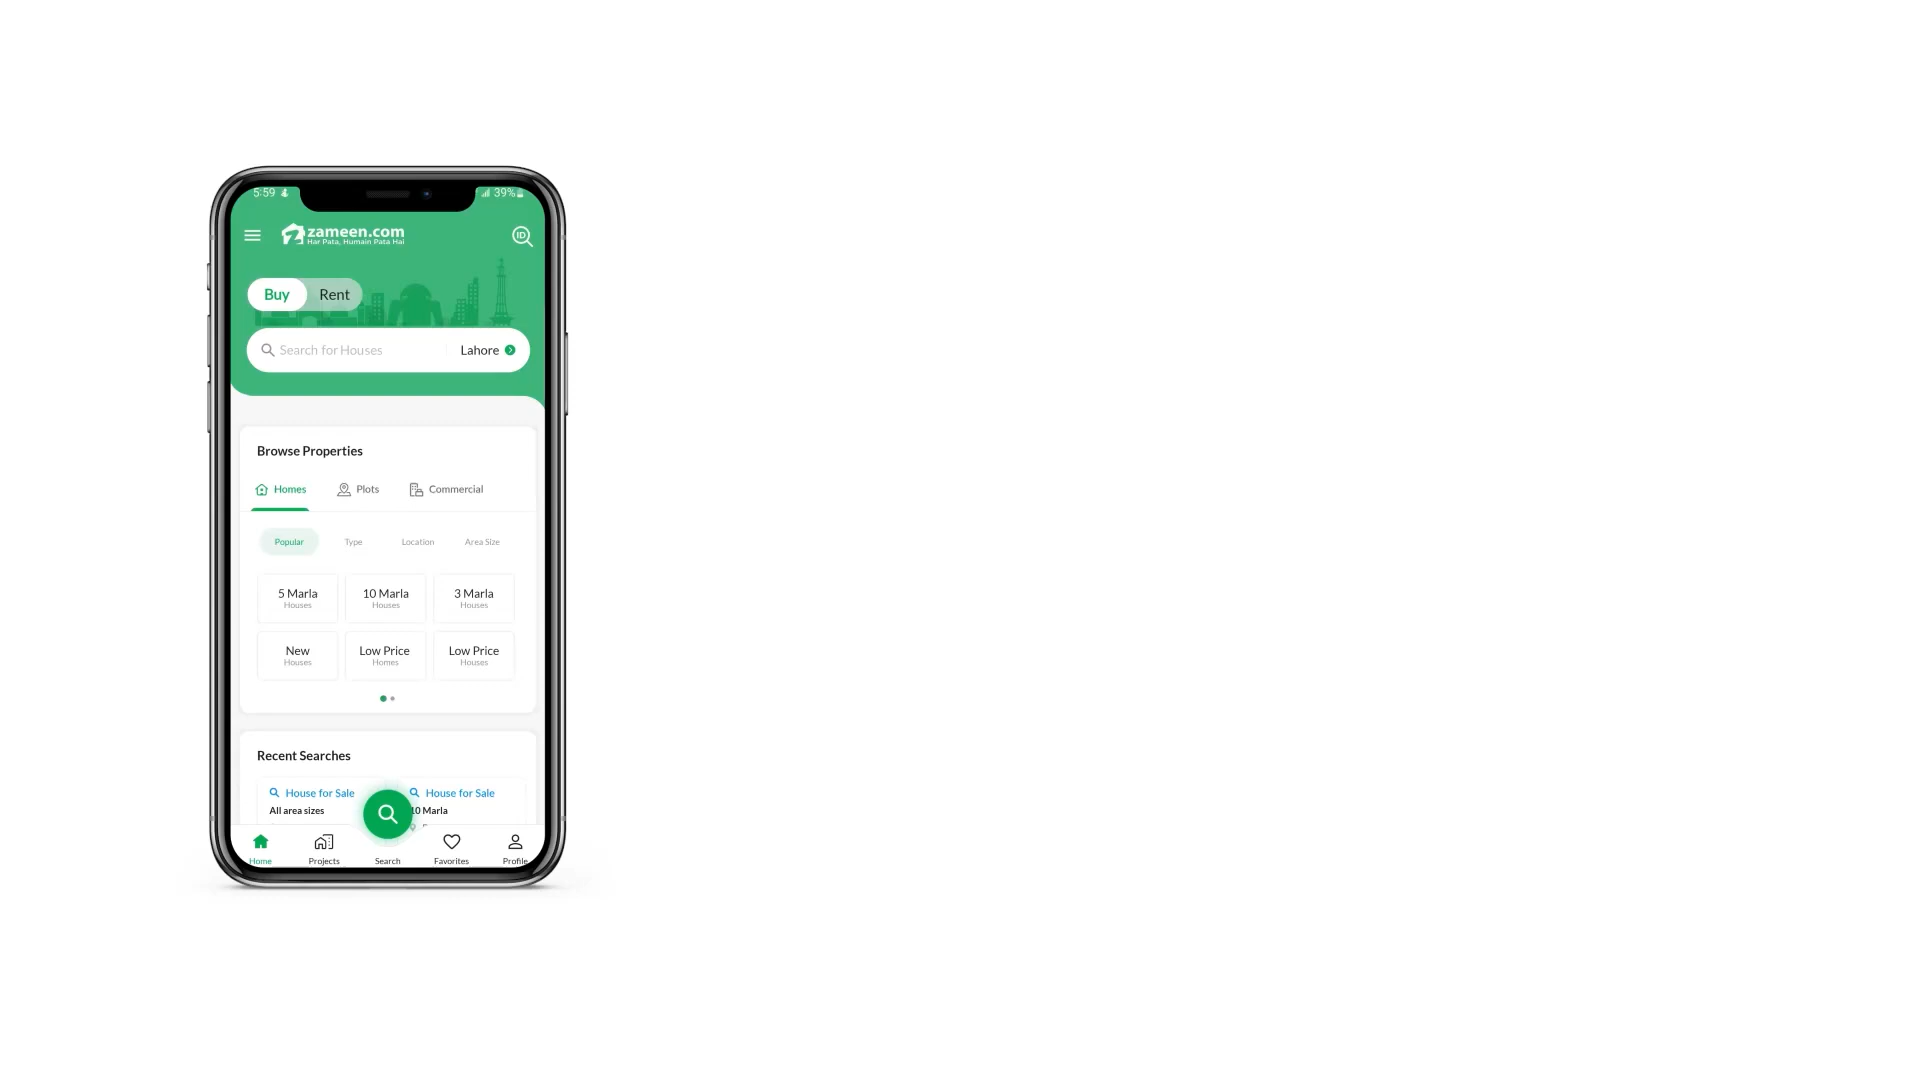 5:59
39%
zameen.com
Har Pata, Humain Pata Hai
ID
Buy Rent
Search for Houses Lahore
Browse Properties
Homes Plots Commercial
Popular Type Location Area Size
5 Marla 10 Marla 3 Marla
Houses Houses Houses
New Low Price Low Price
Houses Homes Houses
Recent Searches
House for Sale House for Sale
All area sizes 10 Marla
Home Projects Search Favorites Profile